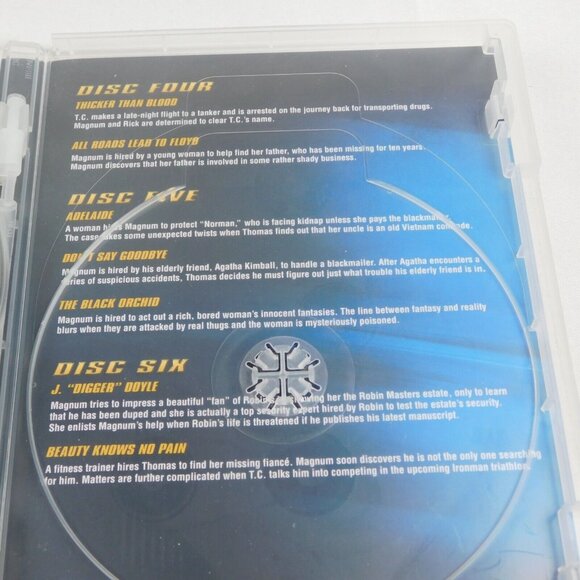 DISC FOUR
THICKER THAN BLOOD
T.C. makes a late-night flight to a tanker and is arrested on the journey back for transporting drugs.
Magnum and Rick are determined to clear T.C.'s name.
ALL ROADS LEAD TO FLOYD
Magnum is hired by a young woman to help find her father, who has been missing for ten years.
Magnum discovers that her father is involved in some rather shady business.
DISC FIVE
ADELAIDE
A woman hires Magnum to protect "Norman," who is facing kidnap unless she pays the blackmailer.
The case takes some unexpected twists when Thomas finds out that her uncle is an old Vietnam comrade.
DON'T SAY GOODBYE
Magnum is hired by his elderly friend, Agatha Kimball, to handle a blackmailer. After Agatha encounters a
series of suspicious accidents, Thomas decides he must figure out just what trouble his elderly friend is in.
THE BLACK ORCHID
Magnum is hired to act out a rich, bored woman's innocent fantasies. The line between fantasy and reality
blurs when they are attacked by real thugs and the woman is mysteriously poisoned.
DISC SIX
J. "DIGGER" DOYLE
Magnum tries to impress a beautiful "fan" of Robin's, showing her the Robin Masters estate, only to learn
that he has been duped and she is actually a top security expert hired by Robin to test the estate's security.
She enlists Magnum's help when Robin's life is threatened if he publishes his latest manuscript.
BEAUTY KNOWS NO PAIN
A fitness trainer hires Thomas to find her missing fiancé. Magnum soon discovers he is not the only one searching
for him. Matters are further complicated when T.C. talks him into competing in the upcoming Ironman triathlon.